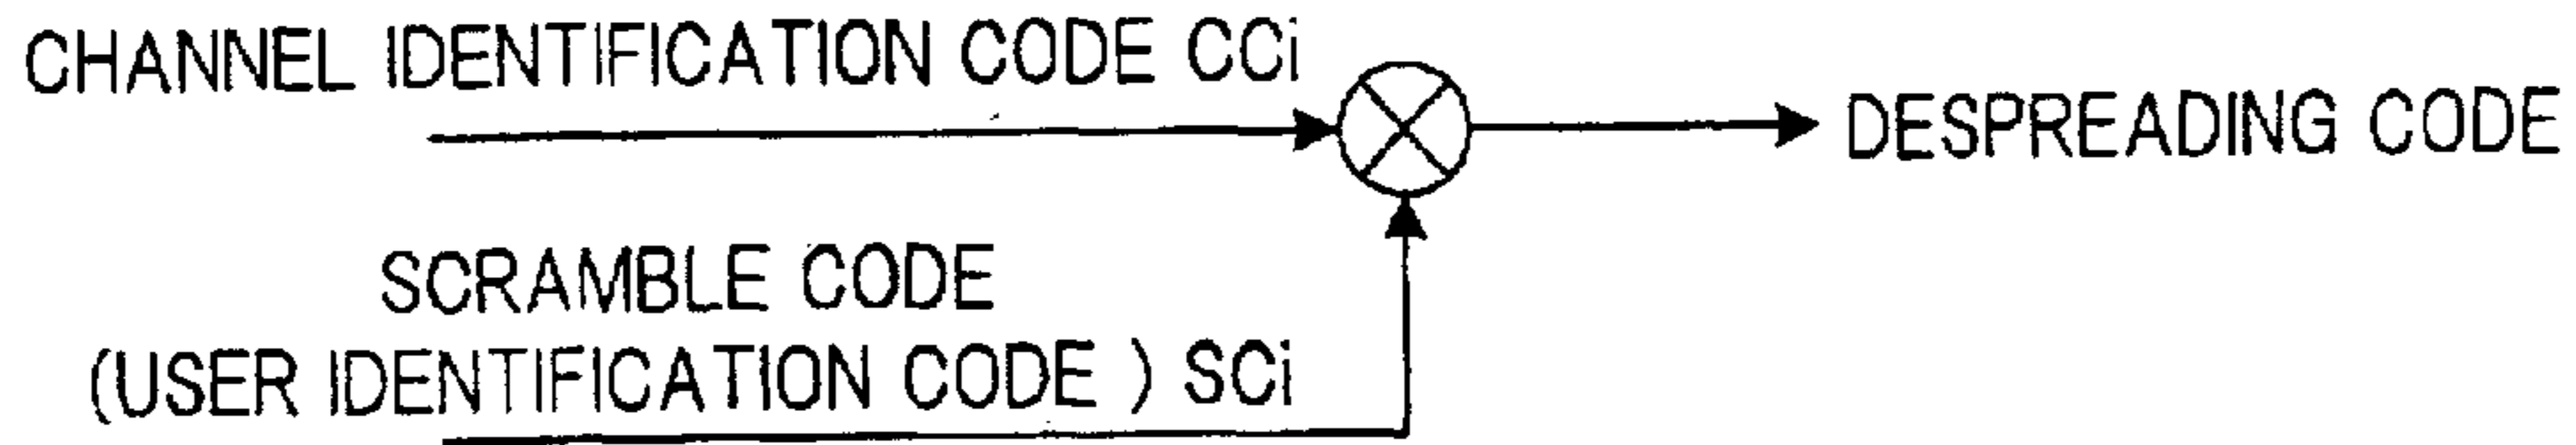 CHANNEL IDENTIFICATION CODE CCi
DESPREADING CODE
SCRAMBLE CODE
(USER IDENTIFICATION CODE ) SCi